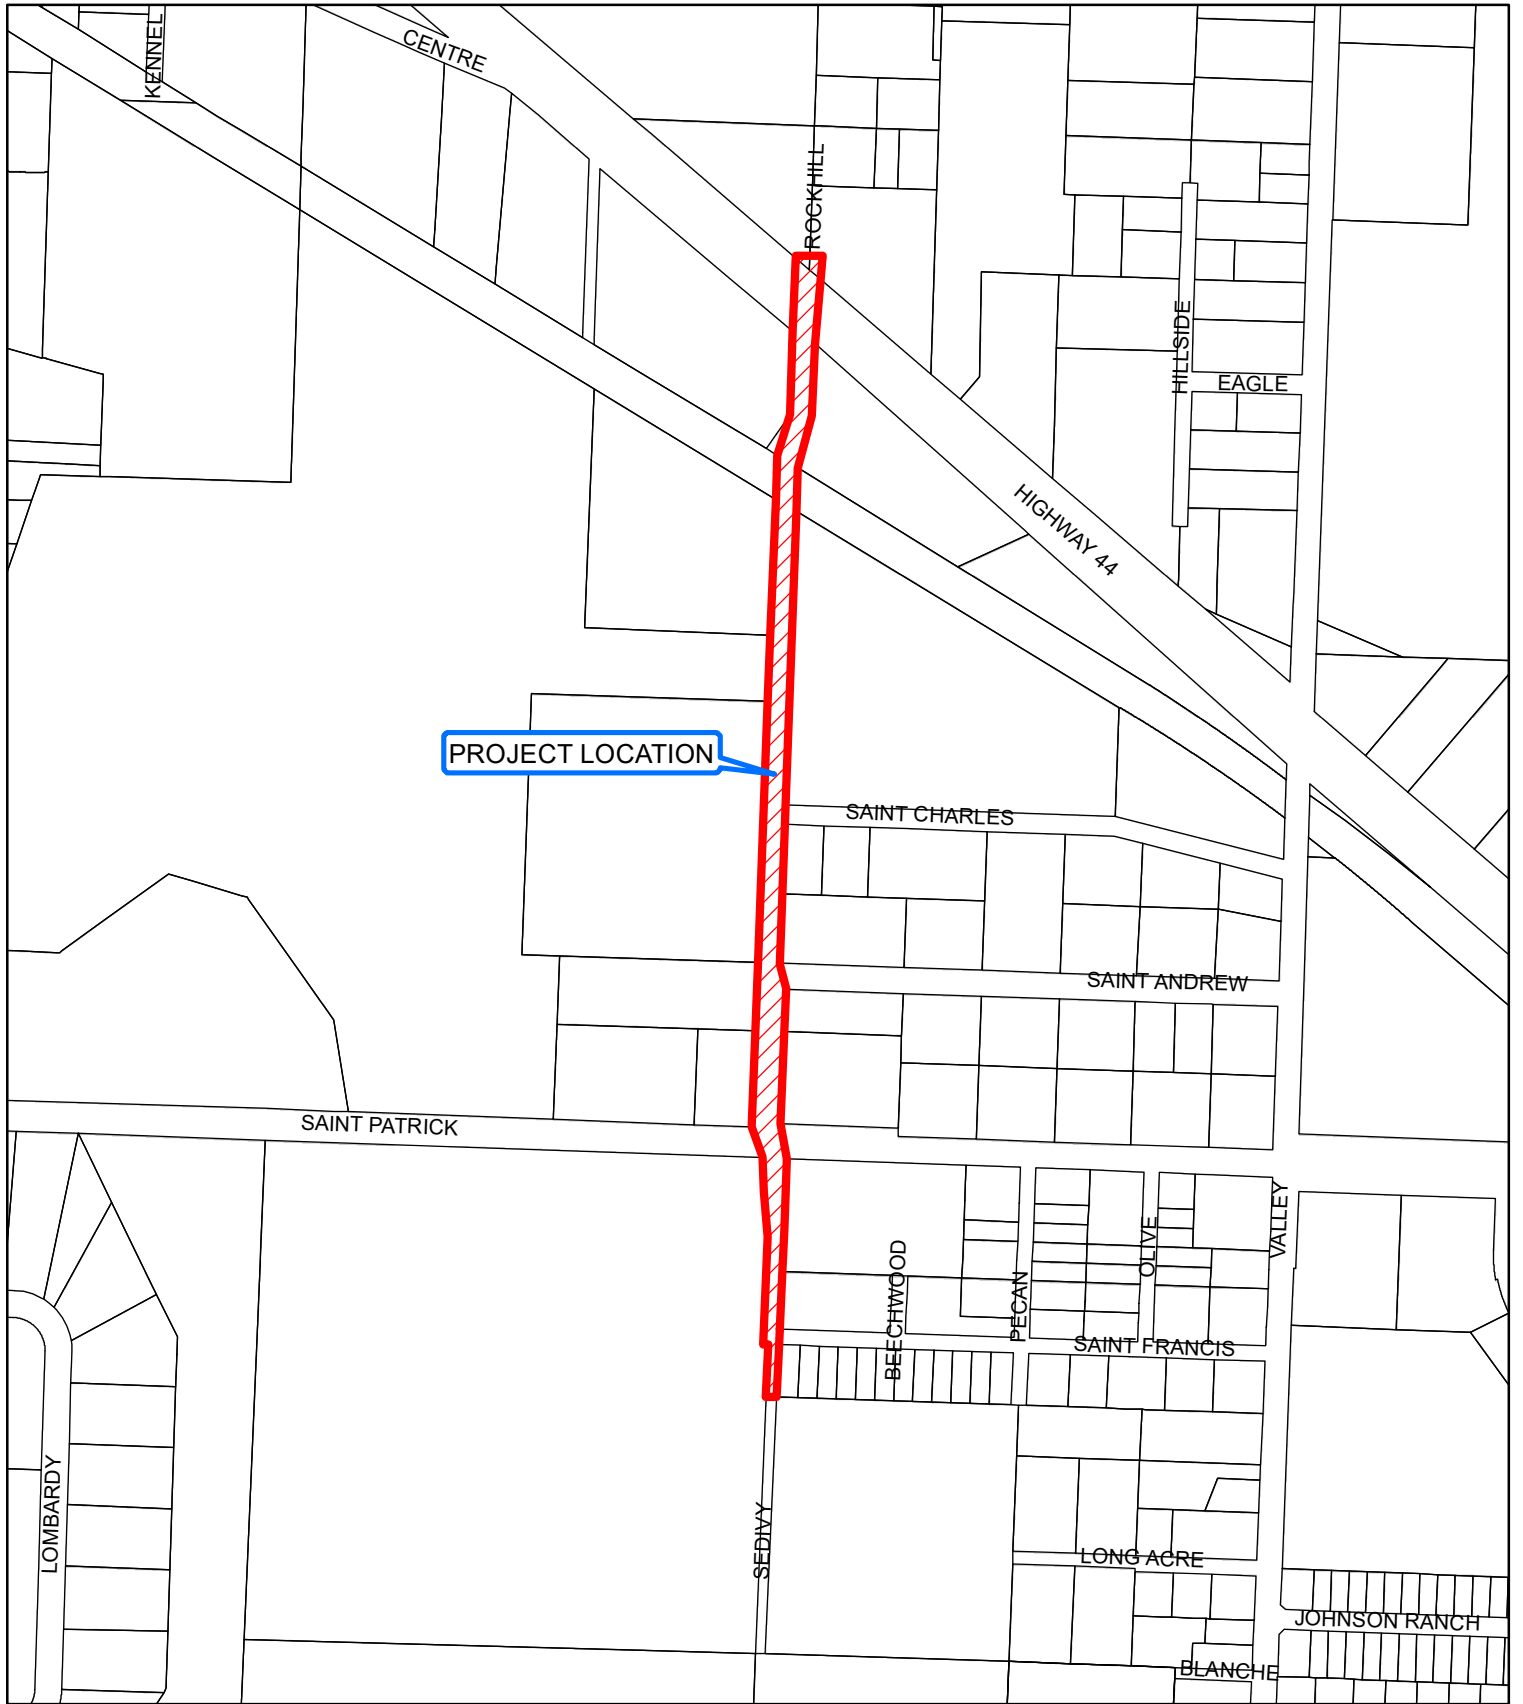 KENNEL
CENTRE
ROCKHILL
HILLSIDE
EAGLE
HIGHWAY 44
PROJECT LOCATION
SAINT CHARLES
SAINT ANDREW
SAINT PATRICK
VALLEY
OLIVE
BEECHWOOD
PECAN
SAINT FRANCIS
LOMBARDY
SEDIVY
LONG ACRE
JOHNSON RANCH
BLANCHE